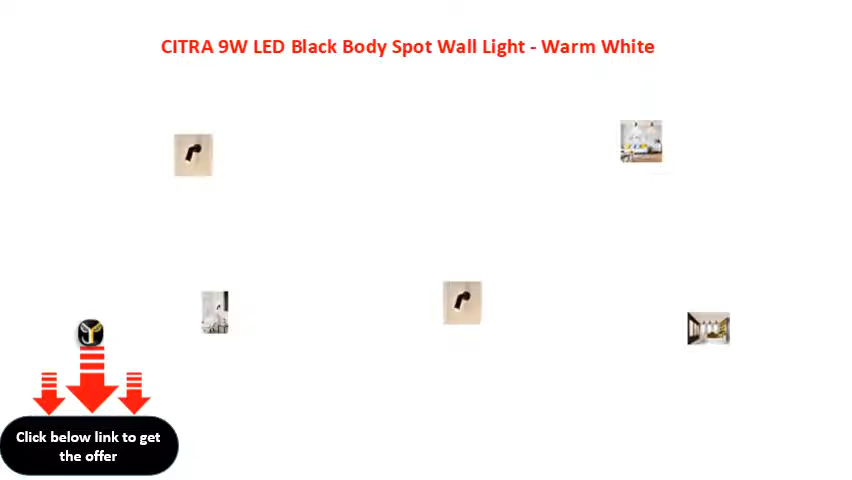 CITRA 9W LED Black Body Spot Wall Light - Warm White
Click below link to get
the offer